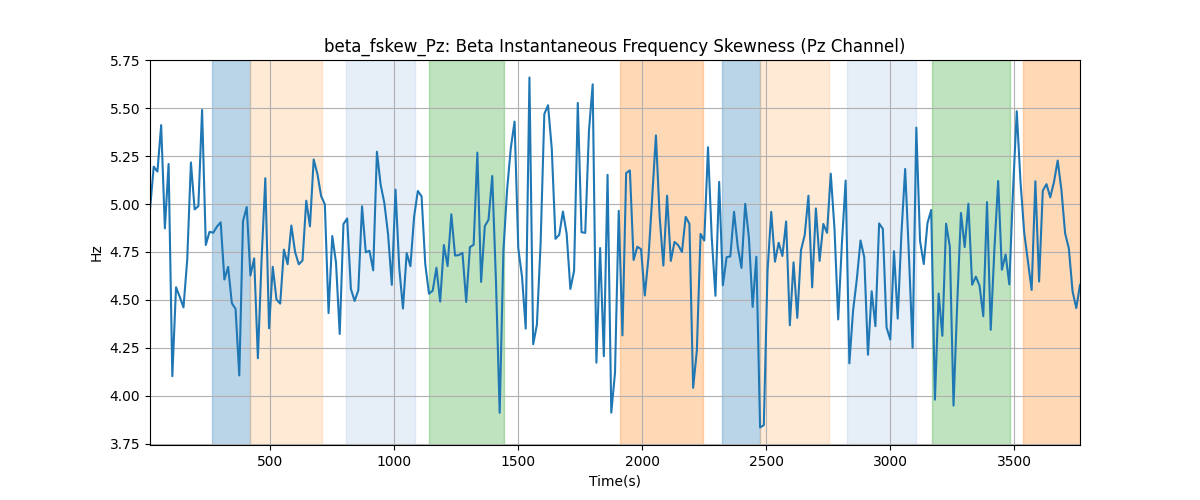 beta_fskew_Pz: Beta Instantaneous Frequency Skewness (Pz Channel)
5.75
5.50
5.25
5.00
4.75
4.50
4.25
4.00
3.75
Hz
500 1000 1500 2000 2500 3000 3500
Time(s)